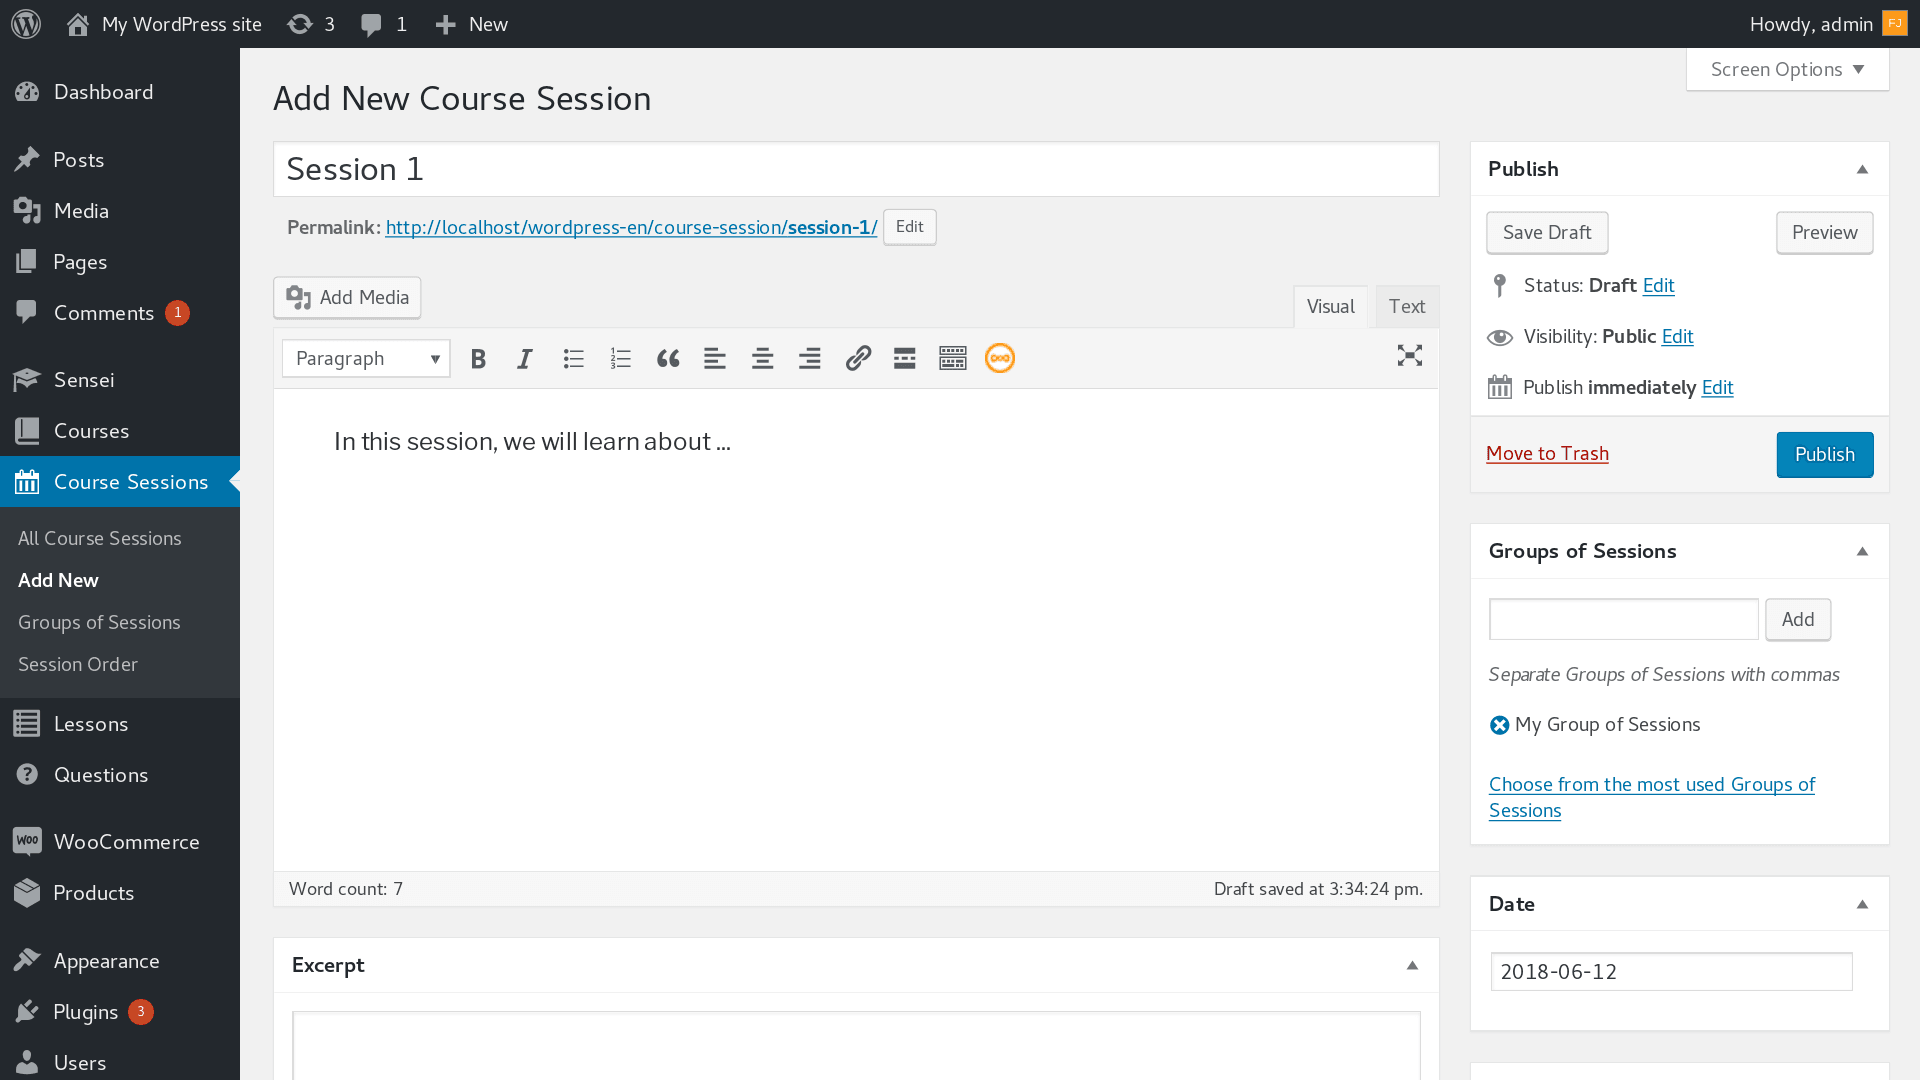 My WordPress site
3
1
New
Howdy, admin
FJ
Screen Options
Dashboard
Posts
Media
Pages
Comments 1
Sensei
Courses
Course Sessions
All Course Sessions
Add New
Groups of Sessions
Session Order
Lessons
Questions
WooCommerce
Products
Appearance
Plugins 3
Users
Add New Course Session
Session 1
Permalink: http://localhost/wordpress-en/course-session/session-1/ Edit
Add Media
Visual
Text
Paragraph
In this session, we will learn about ...
Word count: 7
Draft saved at 3:34:24 pm.
Excerpt
Publish
Save Draft
Preview
Status: Draft Edit
Visibility: Public Edit
Publish immediately Edit
Move to Trash
Publish
Groups of Sessions
Add
Separate Groups of Sessions with commas
My Group of Sessions
Choose from the most used Groups of
Sessions
Date
2018-06-12